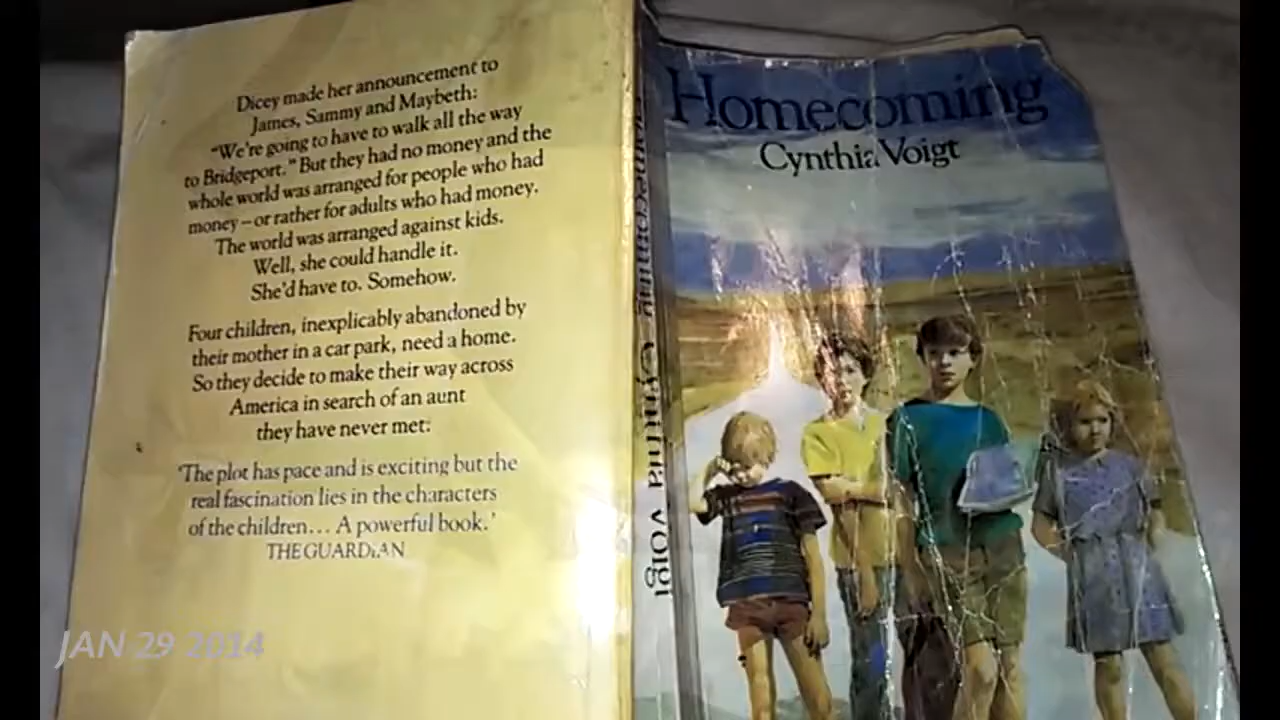 Dicey made her announcement to
James, Sammy and Maybeth:
"We're going to have to walk all the way
to Bridgeport." But they had no money and the
whole world was arranged for people who had
money – or rather for adults who had money.
The world was arranged against kids.
Well, she could handle it.
She'd have to. Somehow.
Four children, inexplicably abandoned by
their mother in a car park, need a home.
So they decide to make their way across
America in search of an aunt
they have never met:
'The plot has pace and is exciting but the
real fascination lies in the characters
of the children... A powerful book.'
THE GUARDIAN
Homecoming Cynthia Voigt
Homecoming
Cynthia Voigt
JAN 29 2014